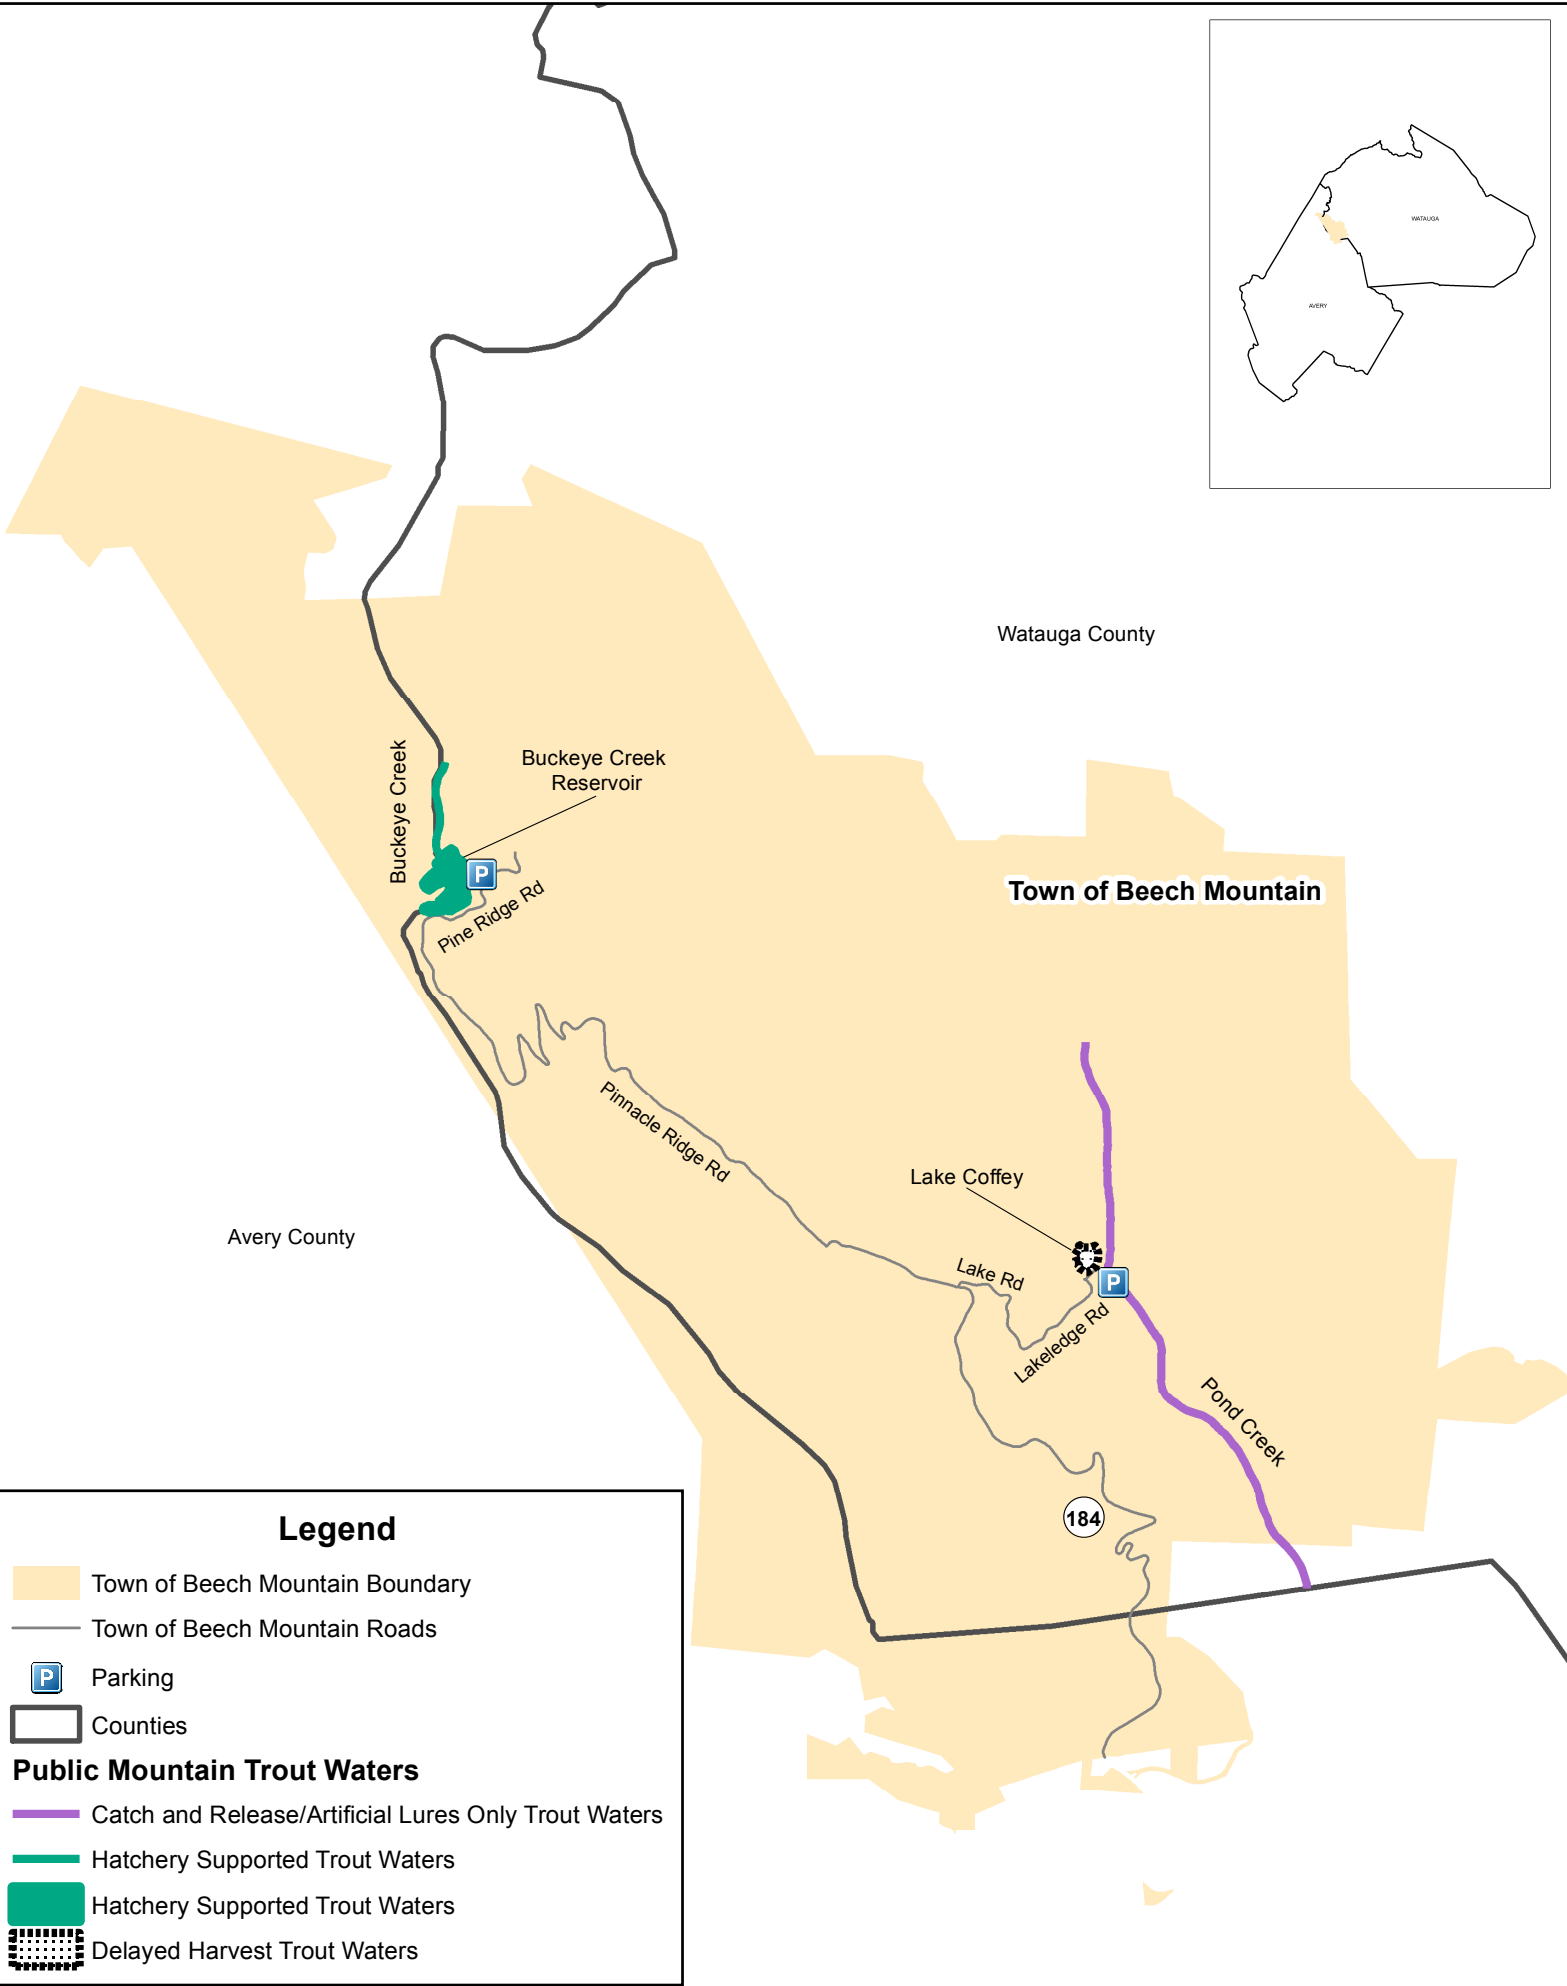 WATAUGA
AVERY
Watauga County
Buckeye Creek
Buckeye Creek
Reservoir
P
Pine Ridge Rd
Town of Beech Mountain
Pinnacle Ridge Rd
Lake Coffey
Avery County
Lake Rd
P
Lakeledge Rd
Pond Creek
184
Legend
Town of Beech Mountain Boundary
Town of Beech Mountain Roads
P Parking
Counties
Public Mountain Trout Waters
Catch and Release/Artificial Lures Only Trout Waters
Hatchery Supported Trout Waters
Hatchery Supported Trout Waters
Delayed Harvest Trout Waters